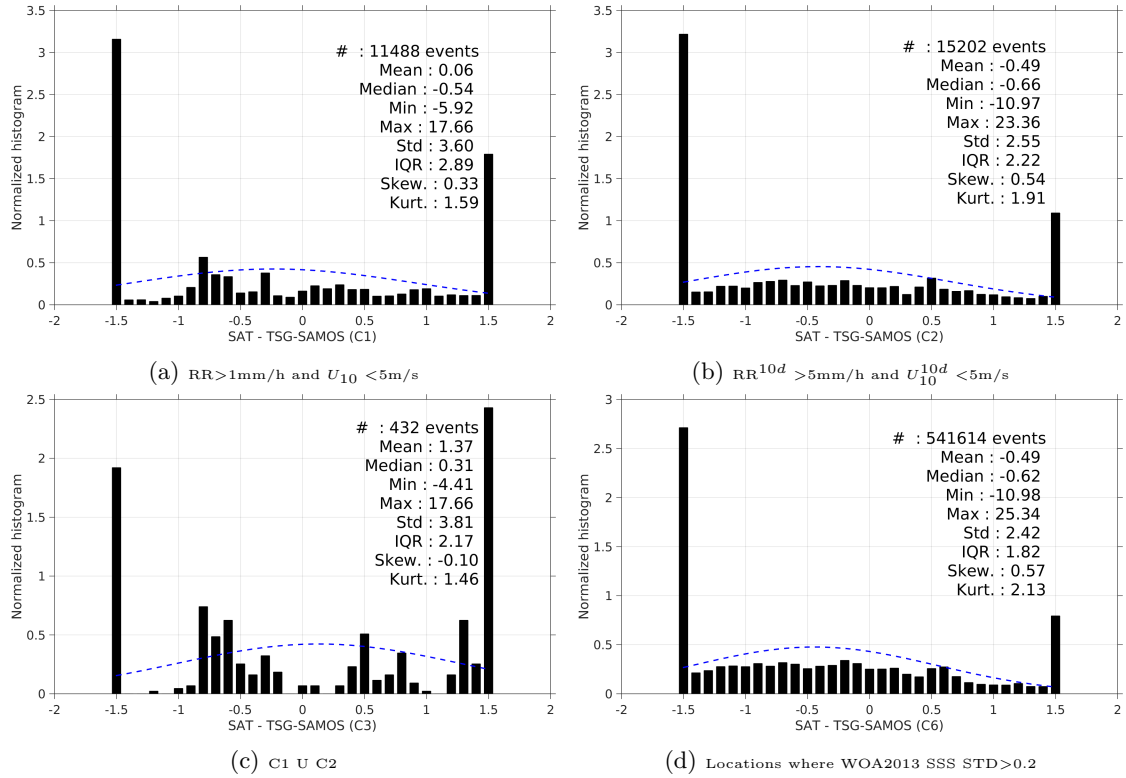 3.5
3
2.5
2
1.5
1
0.5
0
-2
-1.5
-1
-0.5
0
0.5
1
1.5
2
Normalized histogram
SAT - TSG-SAMOS (C1)
# : 11488 events
Mean : 0.06
Median : -0.54
Min : -5.92
Max : 17.66
Std : 3.60
IQR : 2.89
Skew. : 0.33
Kurt. : 1.59
(a) RR>1mm/h and U10 <5m/s
3.5
3
2.5
2
1.5
1
0.5
0
-2
-1.5
-1
-0.5
0
0.5
1
1.5
2
Normalized histogram
SAT - TSG-SAMOS (C2)
# : 15202 events
Mean : -0.49
Median : -0.66
Min : -10.97
Max : 23.36
Std : 2.55
IQR : 2.22
Skew. : 0.54
Kurt. : 1.91
(b) RR10d >5mm/h and U10d10 <5m/s
2.5
2
1.5
1
0.5
0
-2
-1.5
-1
-0.5
0
0.5
1
1.5
2
Normalized histogram
SAT - TSG-SAMOS (C3)
# : 432 events
Mean : 1.37
Median : 0.31
Min : -4.41
Max : 17.66
Std : 3.81
IQR : 2.17
Skew. : -0.10
Kurt. : 1.46
(c) C1 U C2
3
2.5
2
1.5
1
0.5
0
-2
-1.5
-1
-0.5
0
0.5
1
1.5
2
Normalized histogram
SAT - TSG-SAMOS (C6)
# : 541614 events
Mean : -0.49
Median : -0.62
Min : -10.98
Max : 25.34
Std : 2.42
IQR : 1.82
Skew. : 0.57
Kurt. : 2.13
(d) Locations where WOA2013 SSS STD>0.2